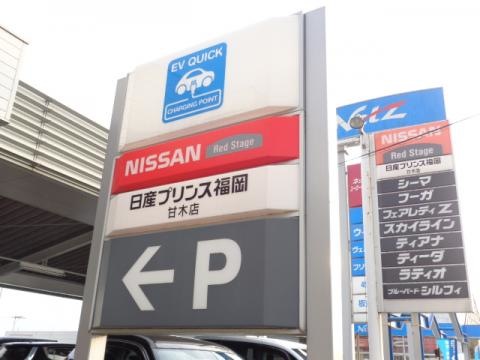 EV QUICK
CHARGING POINT
NISSAN Red Stage
日産プリンス福岡
甘木店
←P
Netz
NISSAN
Red Stage
日産プリンス福岡
甘木店
シーマ
フーガ
フェアレディZ
スカイライン
ティアナ
ティーダ
ラティオ
ブルーバード シルフィ